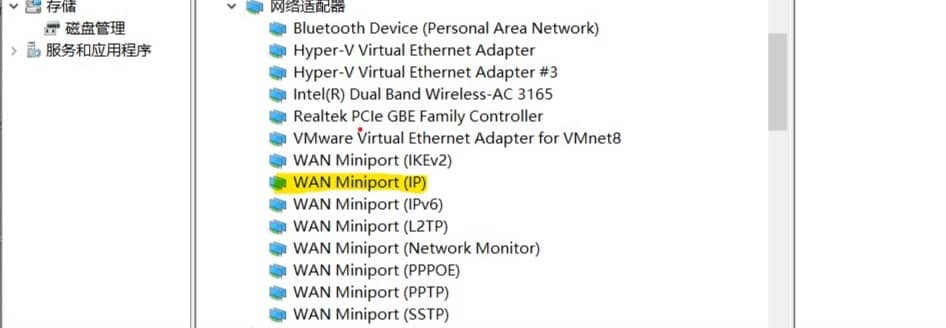 存储
磁盘管理
服务和应用程序
网络适配器
Bluetooth Device (Personal Area Network)
Hyper-V Virtual Ethernet Adapter
Hyper-V Virtual Ethernet Adapter #3
Intel(R) Dual Band Wireless-AC 3165
Realtek PCIe GBE Family Controller
VMware Virtual Ethernet Adapter for VMnet8
WAN Miniport (IKEv2)
WAN Miniport (IP)
WAN Miniport (IPv6)
WAN Miniport (L2TP)
WAN Miniport (Network Monitor)
WAN Miniport (PPPOE)
WAN Miniport (PPTP)
WAN Miniport (SSTP)